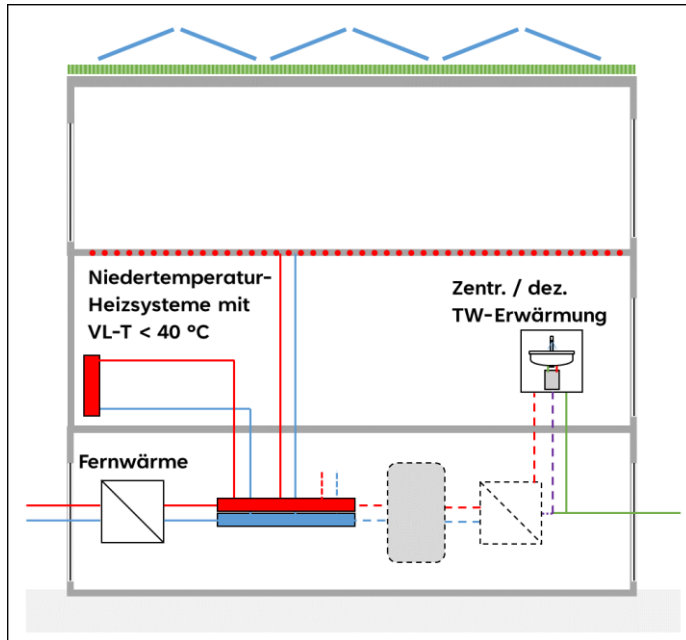 Niedertemperatur-
Heizsysteme mit
VL-T < 40 °C
Zentr. / dez.
TW-Erwärmung
Fernwärme